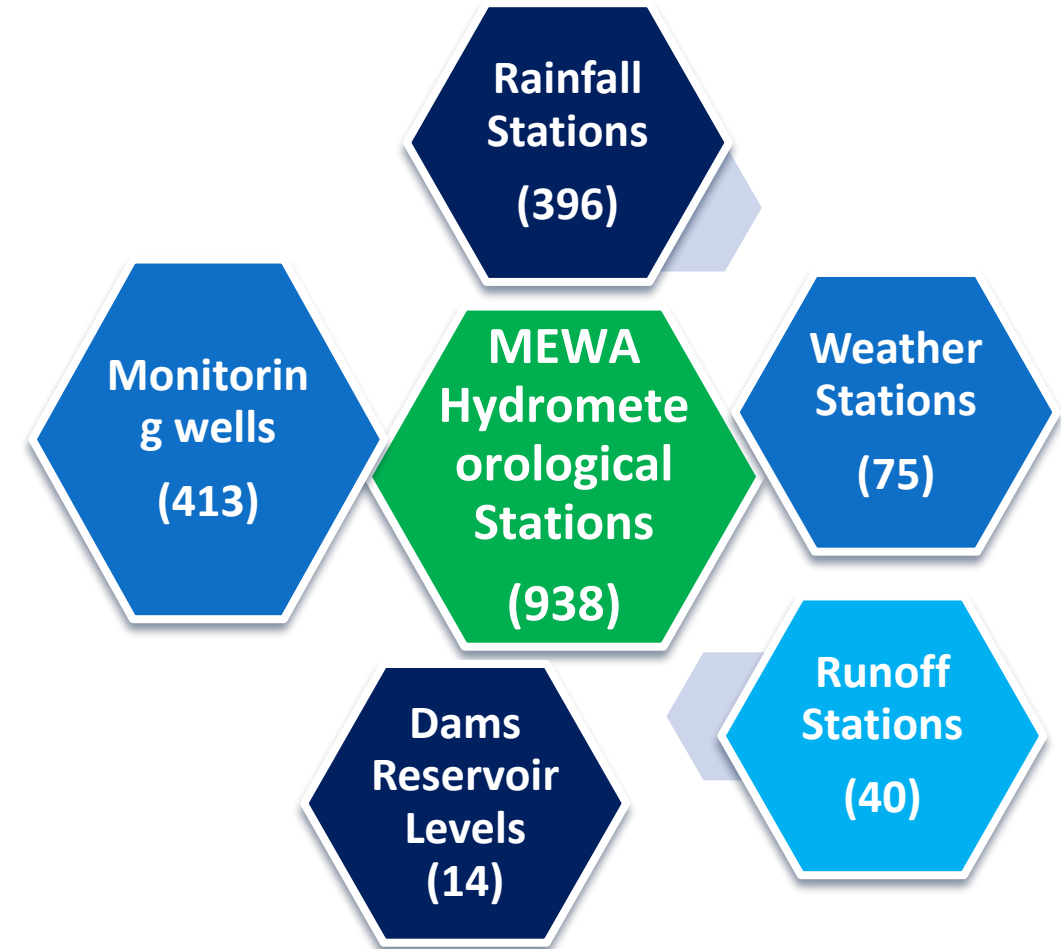 Rainfall
Stations
(396)
Monitorin
g wells
(413)
MEWA
Hydromete
orological
Stations
(938)
Weather
Stations
(75)
Runoff
Stations
(40)
Dams
Reservoir
Levels
(14)